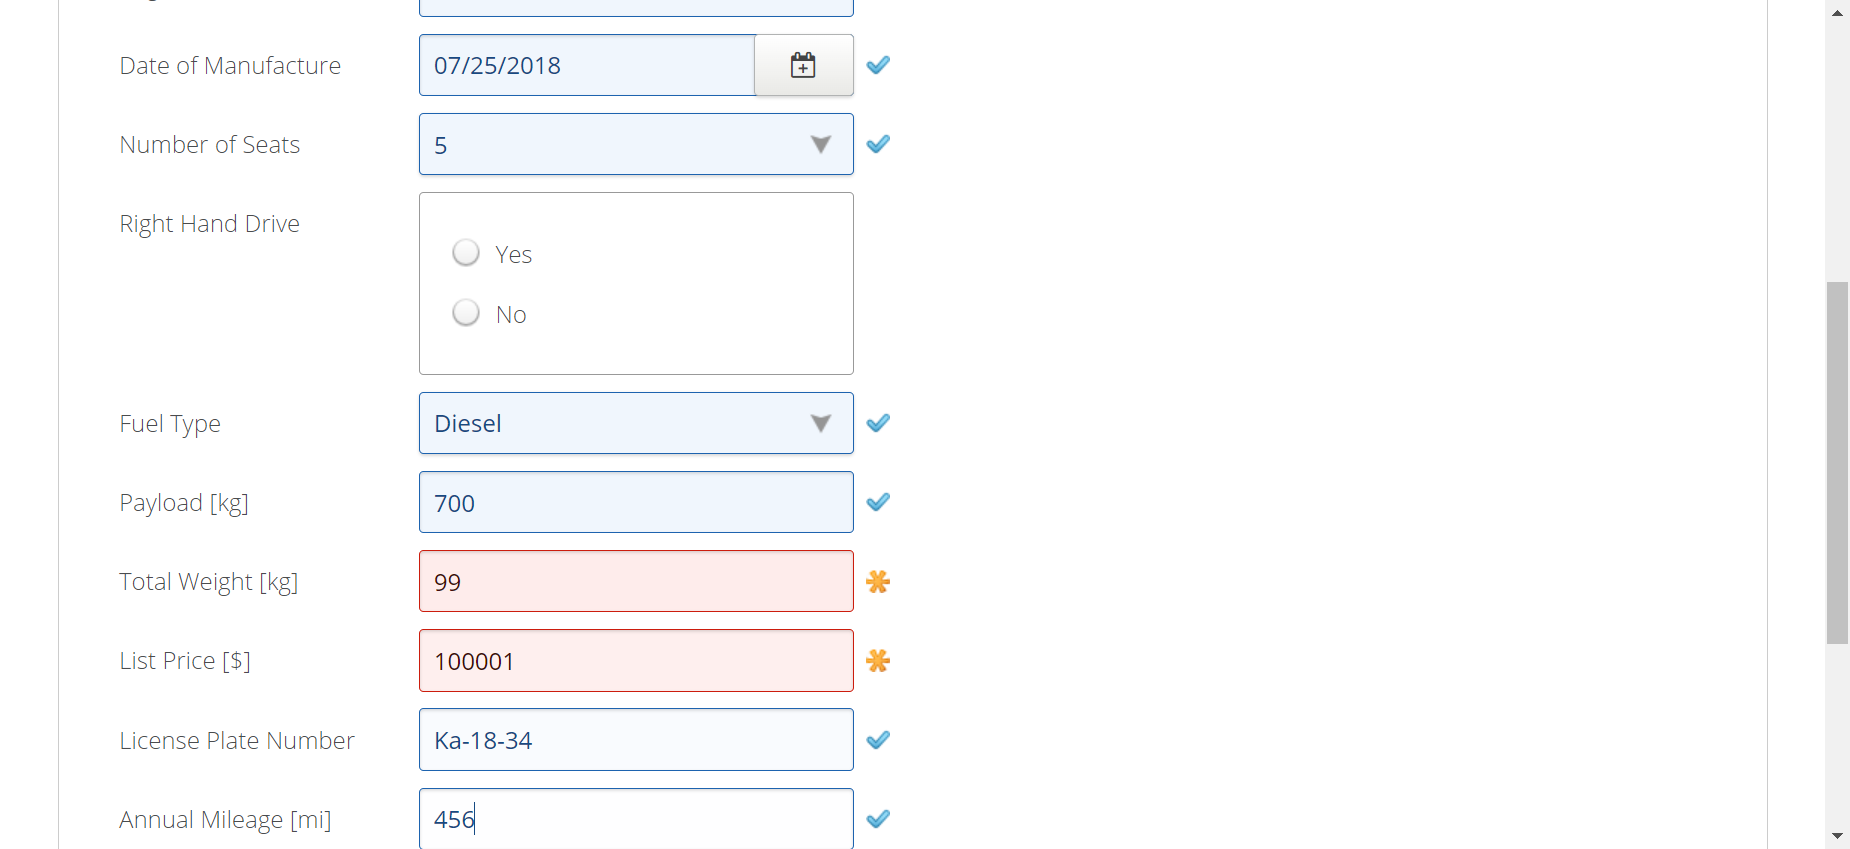 Date of Manufacture 07/25/2018
Number of Seats 5
Right Hand Drive
Yes
No
Fuel Type Diesel
Payload [kg] 700
Total Weight [kg] 99
List Price [$] 100001
License Plate Number Ka-18-34
Annual Mileage [mi] 456